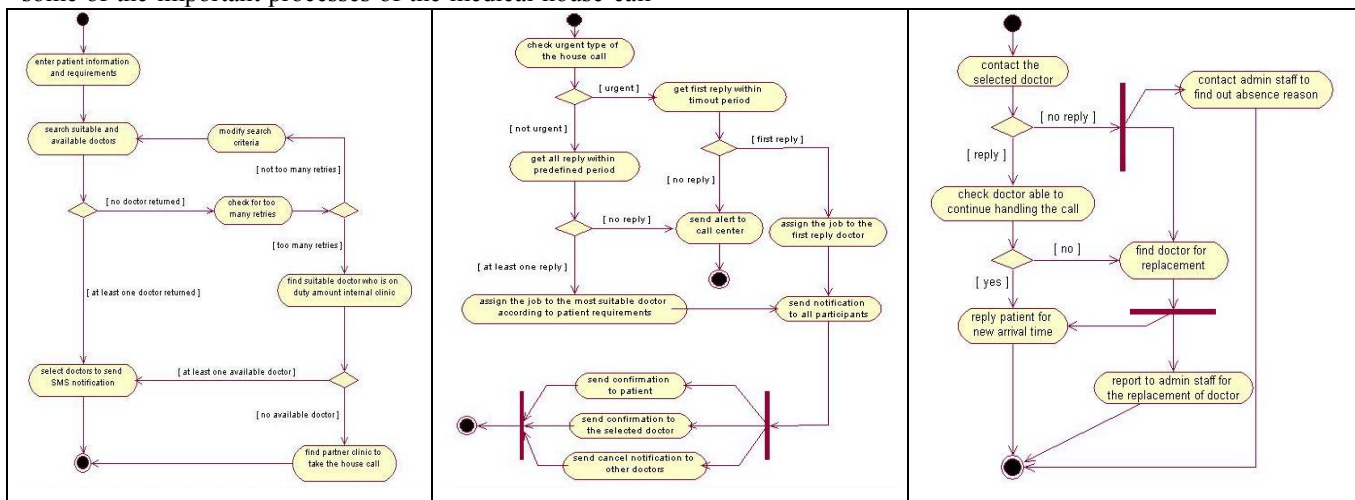 some of the important processes of the medical house-call
enter patient information
and requirements
search suitable and
available doctors
modify search
criteria
[ not too many retries ]
[ no doctor returned ]
check for too
many retries
[ too many retries ]
find suitable doctor who is on
duty amount internal clinic
[ at least one doctor returned ]
select doctors to send
SMS notification
[ at least one available doctor ]
[ no available doctor ]
find partner clinic to
take the house call
check urgent type of
the house call
[ urgent ]
get first reply within
timout period
[ not urgent ]
[ first reply ]
get all reply within
predefined period
[ no reply ]
[ no reply ]
send alert to
call center
assign the job to the
first reply doctor
[ at least one reply ]
assign the job to the most suitable doctor
according to patient requirements
send notification
to all participants
send confirmation
to patient
send confirmation to
the selected doctor
send cancel notification to
other doctors
contact the
selected doctor
contact admin staff to
find out absence reason
[ no reply ]
[ reply ]
check doctor able to
continue handling the call
[ no ]
find doctor for
replacement
[ yes ]
reply patient for
new arrival time
report to admin staff for
the replacement of doctor